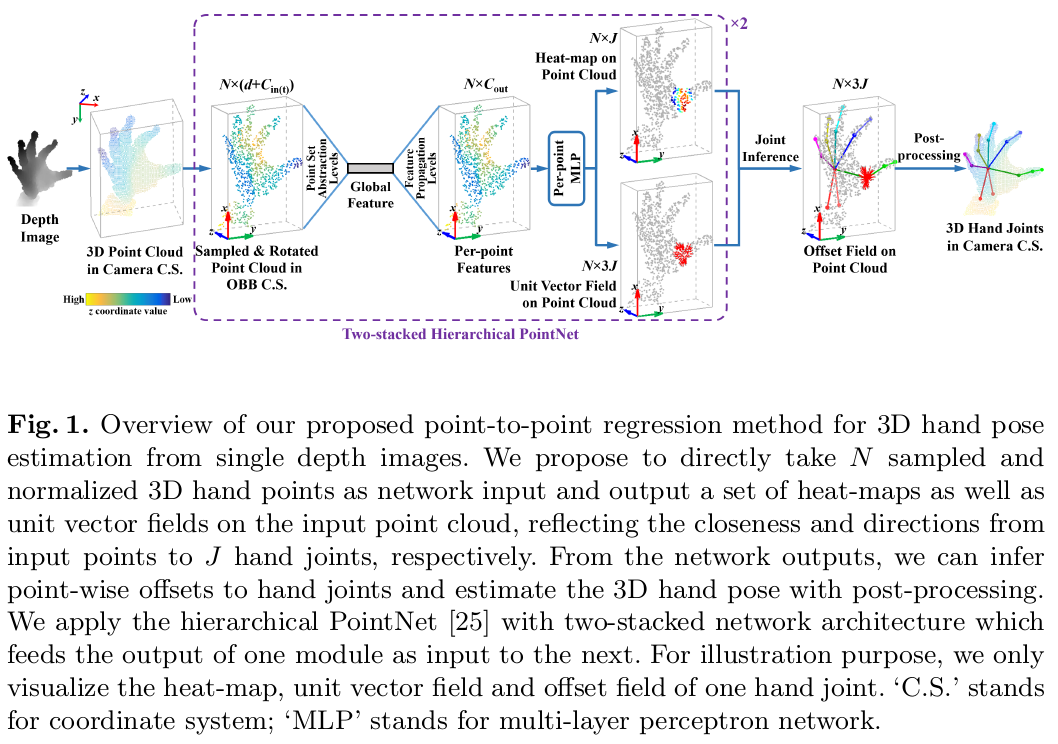 ×2
N×J
Heat-map on
Point Cloud
z
x
y
N×(d+Cin(t))
N×Cout
N×3J
Point Set
Abstraction
Levels
Global
Feature
Feature
Propagation
Levels
Per-point
MLP
Joint
Inference
Post-
processing
x
z
y
x
z
y
x
z
y
x
z
y
x
z
y
Depth
Image
3D Point Cloud
in Camera C.S.
Sampled & Rotated
Point Cloud in
OBB C.S.
Per-point
Features
N×3J
Unit Vector Field
on Point Cloud
Offset Field on
Point Cloud
3D Hand Joints
in Camera C.S.
High
Low
z coordinate value
Two-stacked Hierarchical PointNet
Fig. 1. Overview of our proposed point-to-point regression method for 3D hand pose
estimation from single depth images. We propose to directly take N sampled and
normalized 3D hand points as network input and output a set of heat-maps as well as
unit vector fields on the input point cloud, reflecting the closeness and directions from
input points to J hand joints, respectively. From the network outputs, we can infer
point-wise offsets to hand joints and estimate the 3D hand pose with post-processing.
We apply the hierarchical PointNet [25] with two-stacked network architecture which
feeds the output of one module as input to the next. For illustration purpose, we only
visualize the heat-map, unit vector field and offset field of one hand joint. ‘C.S.’ stands
for coordinate system; ‘MLP’ stands for multi-layer perceptron network.